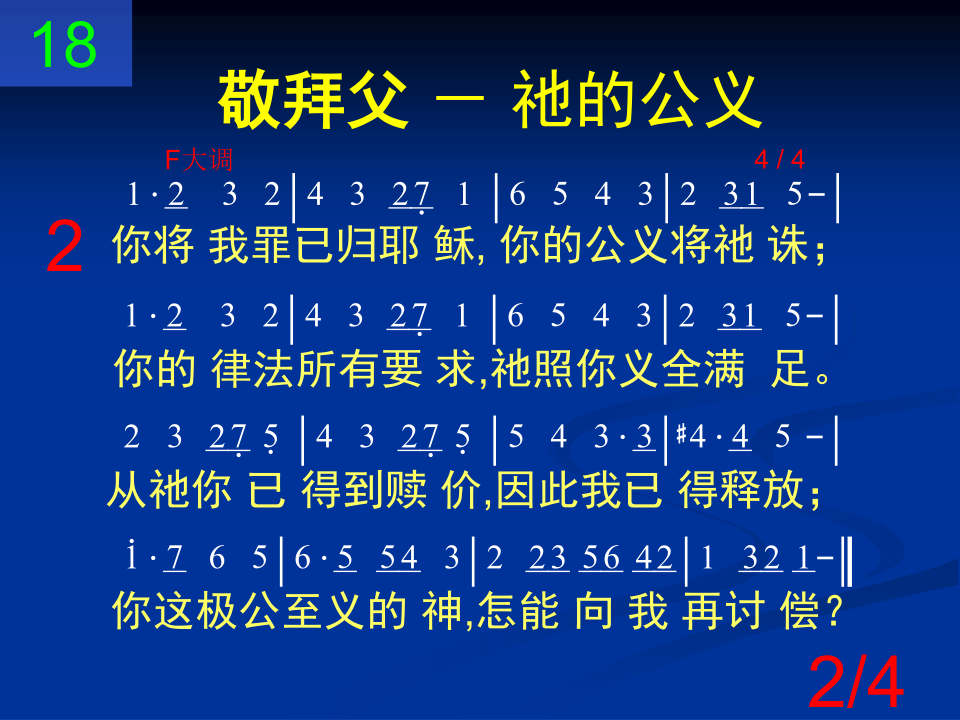 18
敬拜父 － 祂的公义
F大调 4 / 4
1 · 2 3 2 | 4 3 2 7̣ 1 | 6 5 4 3 | 2 3 1 5 - |
2
你将 我罪已归耶 稣, 你的公义将祂 诛；
1 · 2 3 2 | 4 3 2 7̣ 1 | 6 5 4 3 | 2 3 1 5 - |
你的 律法所有要 求,祂照你义全满 足。
2 3 2 7̣ 5̣ | 4 3 2 7̣ 5̣ | 5 4 3 · 3 | ♯4 · 4 5 - |
从祂你 已 得到赎 价,因此我已 得释放；
1̇ · 7 6 5 | 6 · 5 5 4 3 | 2 2 3 5 6 4 2 | 1 3 2 1 - ‖
你这极公至义的 神,怎能 向 我 再讨 偿？
2/4